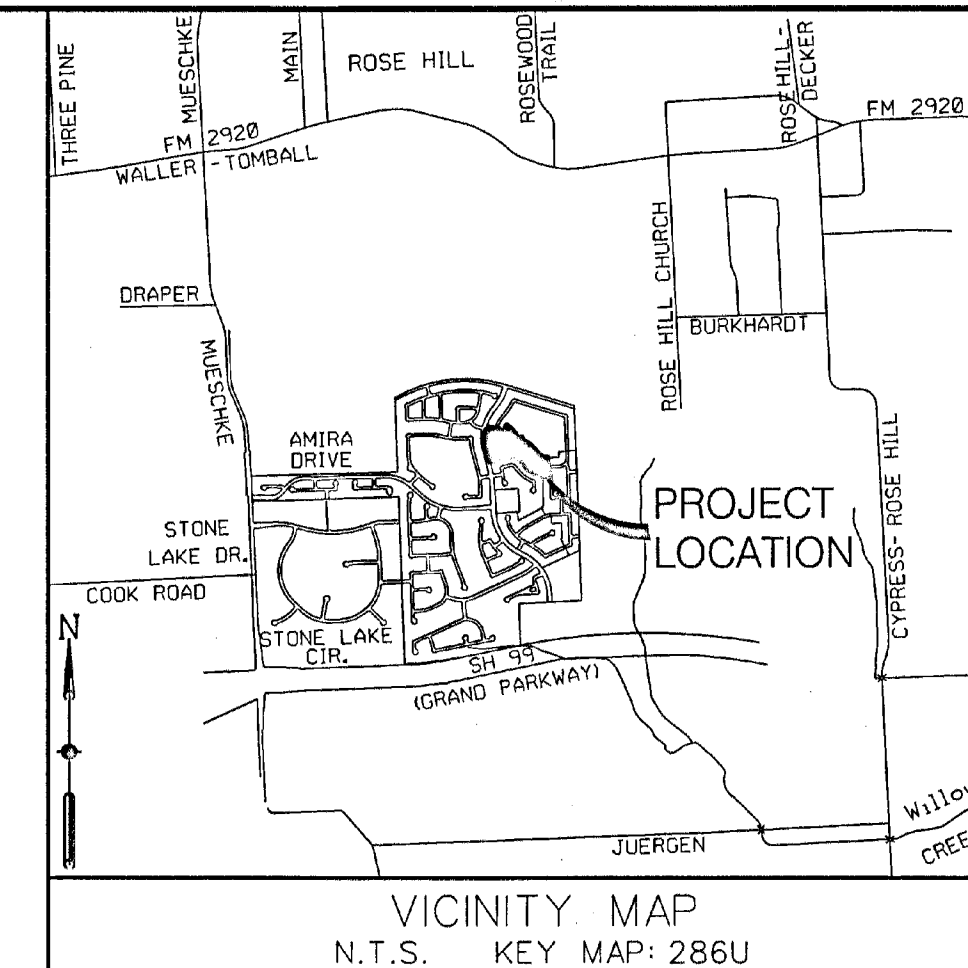 THREE PINE
MUESCHKE
MAIN
ROSE HILL
ROSEWOOD
TRAIL
ROSEHILL-
DECKER
FM 2920
FM 2920
WALLER-TOMBALL
DRAPER
MUESCHKE
ROSE HILL CHURCH
BURKHARDT
AMIRA
DRIVE
CYPRESS-ROSE HILL
PROJECT
LOCATION
STONE
LAKE DR.
COOK ROAD
N
STONE LAKE
CIR.
SH 99
(GRAND PARKWAY)
JUERGEN
VICINITY MAP
N.T.S. KEY MAP: 286U